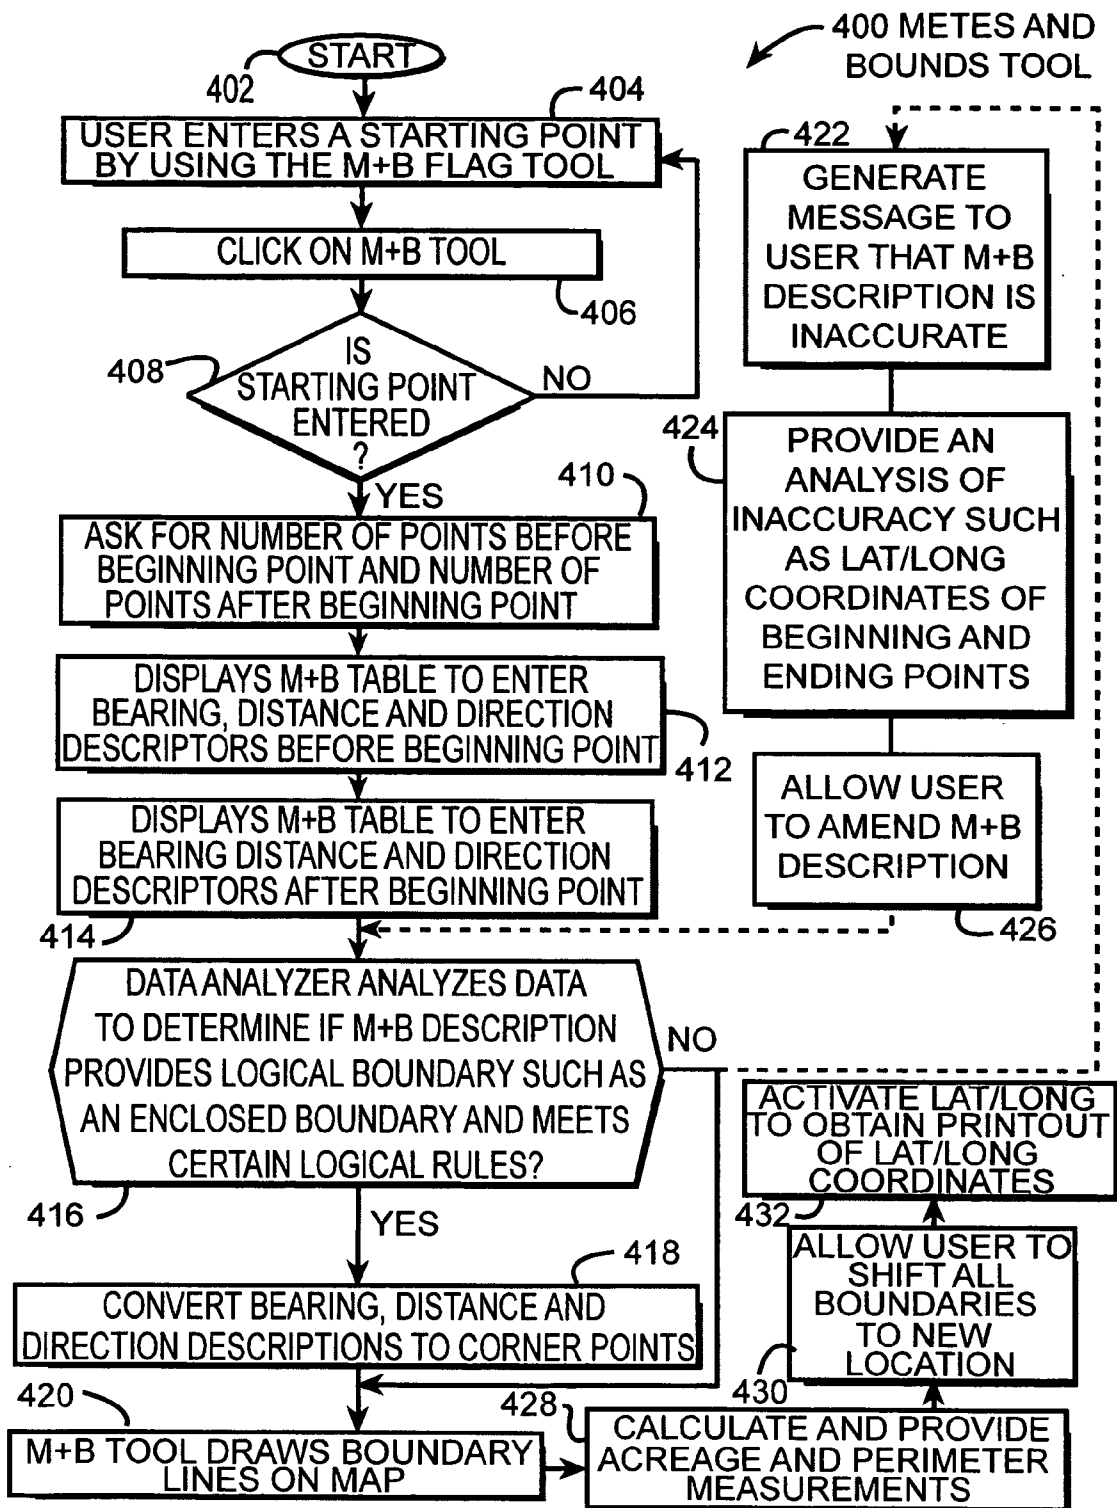 400 METES AND
BOUNDS TOOL
START
402
404
USER ENTERS A STARTING POINT
BY USING THE M+B FLAG TOOL
CLICK ON M+B TOOL
406
408
IS
STARTING POINT
ENTERED
?
NO
YES
410
ASK FOR NUMBER OF POINTS BEFORE
BEGINNING POINT AND NUMBER OF
POINTS AFTER BEGINNING POINT
DISPLAYS M+B TABLE TO ENTER
BEARING, DISTANCE AND DIRECTION
DESCRIPTORS BEFORE BEGINNING POINT
412
DISPLAYS M+B TABLE TO ENTER
BEARING DISTANCE AND DIRECTION
DESCRIPTORS AFTER BEGINNING POINT
414
DATA ANALYZER ANALYZES DATA
TO DETERMINE IF M+B DESCRIPTION
PROVIDES LOGICAL BOUNDARY SUCH AS
AN ENCLOSED BOUNDARY AND MEETS
CERTAIN LOGICAL RULES?
416
NO
YES
418
CONVERT BEARING, DISTANCE AND
DIRECTION DESCRIPTIONS TO CORNER POINTS
420
M+B TOOL DRAWS BOUNDARY
LINES ON MAP
422
GENERATE
MESSAGE TO
USER THAT M+B
DESCRIPTION IS
INACCURATE
424
PROVIDE AN
ANALYSIS OF
INACCURACY SUCH
AS LAT/LONG
COORDINATES OF
BEGINNING AND
ENDING POINTS
ALLOW USER
TO AMEND M+B
DESCRIPTION
426
428
CALCULATE AND PROVIDE
ACREAGE AND PERIMETER
MEASUREMENTS
430
ALLOW USER TO
SHIFT ALL
BOUNDARIES
TO NEW
LOCATION
432
ACTIVATE LAT/LONG
TO OBTAIN PRINTOUT
OF LAT/LONG
COORDINATES